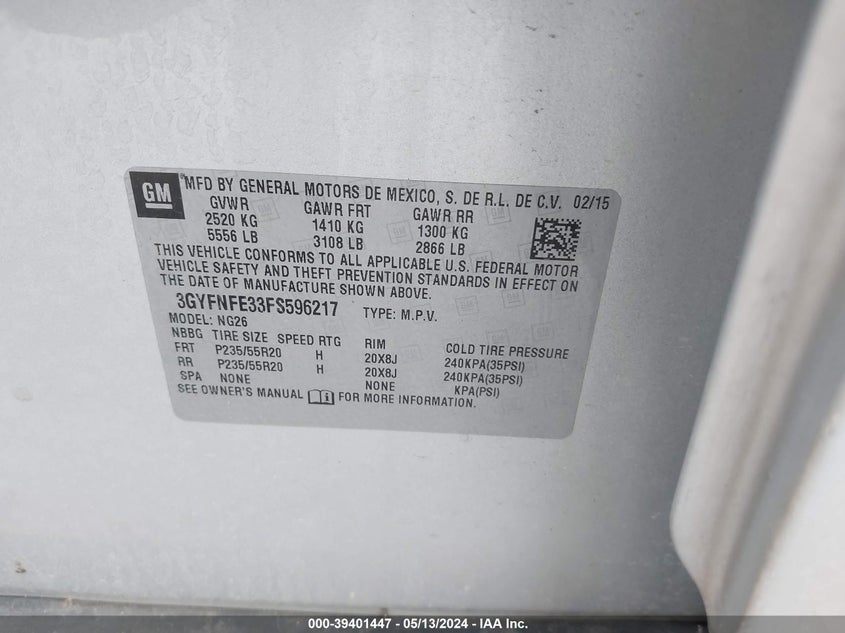 GM
®MFD BY GENERAL MOTORS DE MEXICO, S. DE R.L. DE C.V. 02/15
GVWR GAWR FRT GAWR RR
2520 KG 1410 KG 1300 KG
5556 LB 3108 LB 2866 LB
THIS VEHICLE CONFORMS TO ALL APPLICABLE U.S. FEDERAL MOTOR
VEHICLE SAFETY AND THEFT PREVENTION STANDARDS IN EFFECT ON
THE DATE OF MANUFACTURE SHOWN ABOVE.
3GYFNFE33FS596217 TYPE: M.P.V.
MODEL: NG26
NBBG TIRE SIZE SPEED RTG RIM COLD TIRE PRESSURE
FRT P235/55R20 H 20X8J 240KPA(35PSI)
RR P235/55R20 H 20X8J 240KPA(35PSI)
SPA NONE NONE KPA(PSI)
SEE OWNER'S MANUAL FOR MORE INFORMATION.
000-39401447 - 05/13/2024 - IAA Inc.